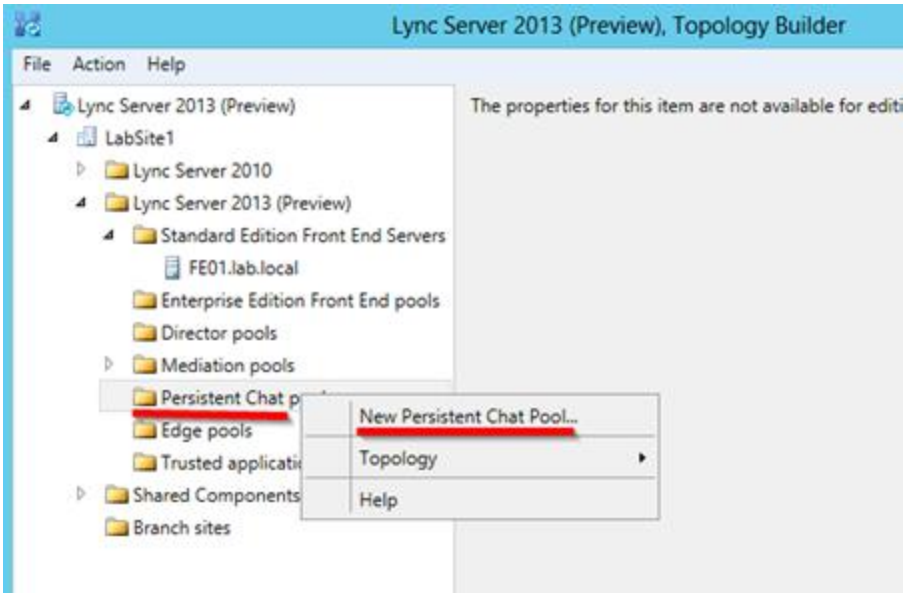 Lync Server 2013 (Preview), Topology Builder
File Action Help
Lync Server 2013 (Preview)
The properties for this item are not available for editi
LabSite1
Lync Server 2010
Lync Server 2013 (Preview)
Standard Edition Front End Servers
FE01.lab.local
Enterprise Edition Front End pools
Director pools
Mediation pools
Persistent Chat
New Persistent Chat Pool...
Edge pools
Topology
Trusted applicati
Shared Components
Help
Branch sites